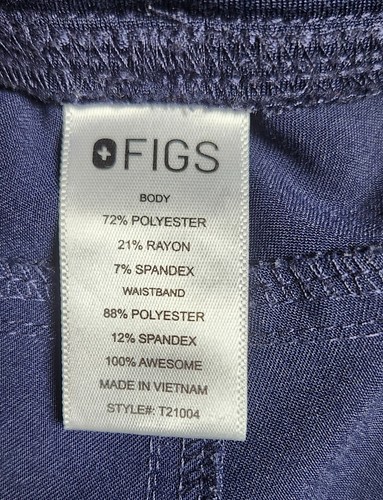 FIGS
BODY
72% POLYESTER
21% RAYON
7% SPANDEX
WAISTBAND
88% POLYESTER
12% SPANDEX
100% AWESOME
MADE IN VIETNAM
STYLE#: T21004